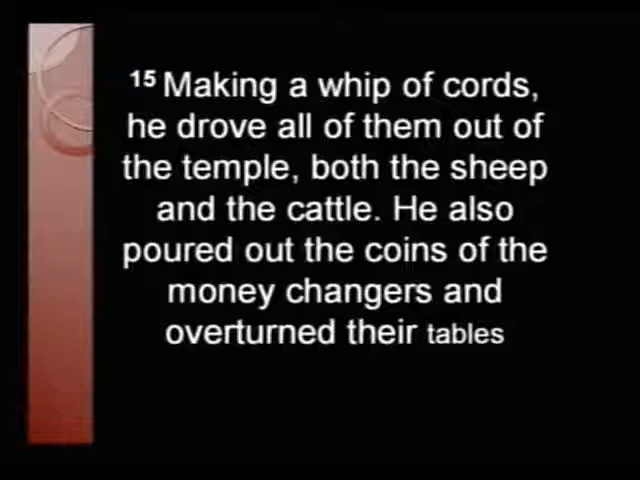 15 Making a whip of cords,
he drove all of them out of
the temple, both the sheep
and the cattle. He also
poured out the coins of the
money changers and
overturned their tables